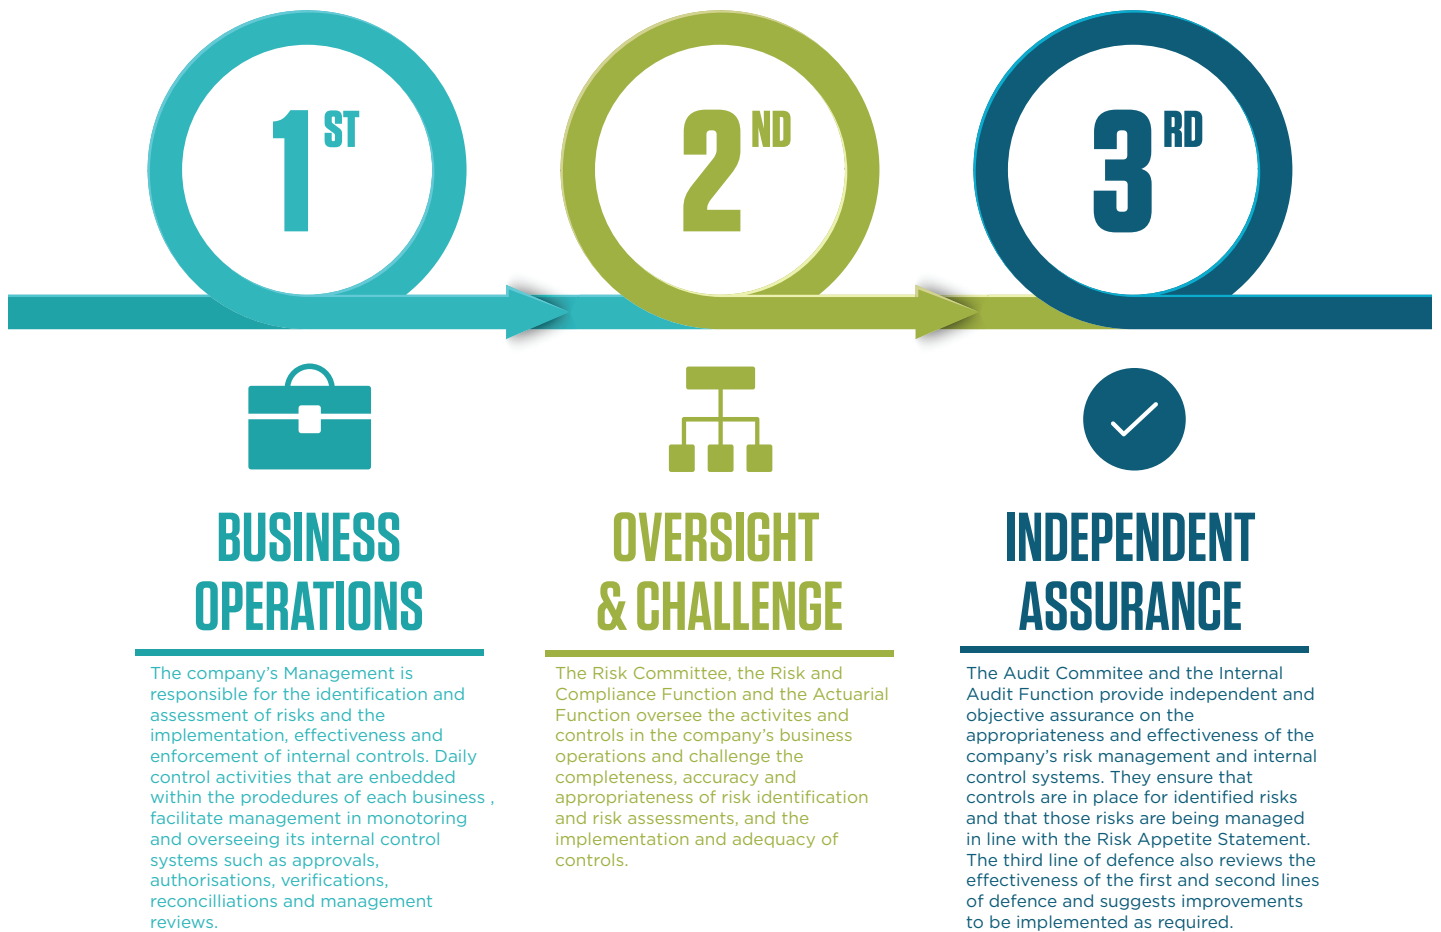 1ST
BUSINESS
OPERATIONS
The company's Management is
responsible for the identification and
assessment of risks and the
implementation, effectiveness and
enforcement of internal controls. Daily
control activities that are enbedded
within the prodedures of each business ,
facilitate management in monotoring
and overseeing its internal control
systems such as approvals,
authorisations, verifications,
reconcilliations and management
reviews.
2ND
OVERSIGHT
& CHALLENGE
The Risk Committee, the Risk and
Compliance Function and the Actuarial
Function oversee the activites and
controls in the company's business
operations and challenge the
completeness, accuracy and
appropriateness of risk identification
and risk assessments, and the
implementation and adequacy of
controls.
3RD
INDEPENDENT
ASSURANCE
The Audit Commitee and the Internal
Audit Function provide independent and
objective assurance on the
appropriateness and effectiveness of the
company's risk management and internal
control systems. They ensure that
controls are in place for identified risks
and that those risks are being managed
in line with the Risk Appetite Statement.
The third line of defence also reviews the
effectiveness of the first and second lines
of defence and suggests improvements
to be implemented as required.